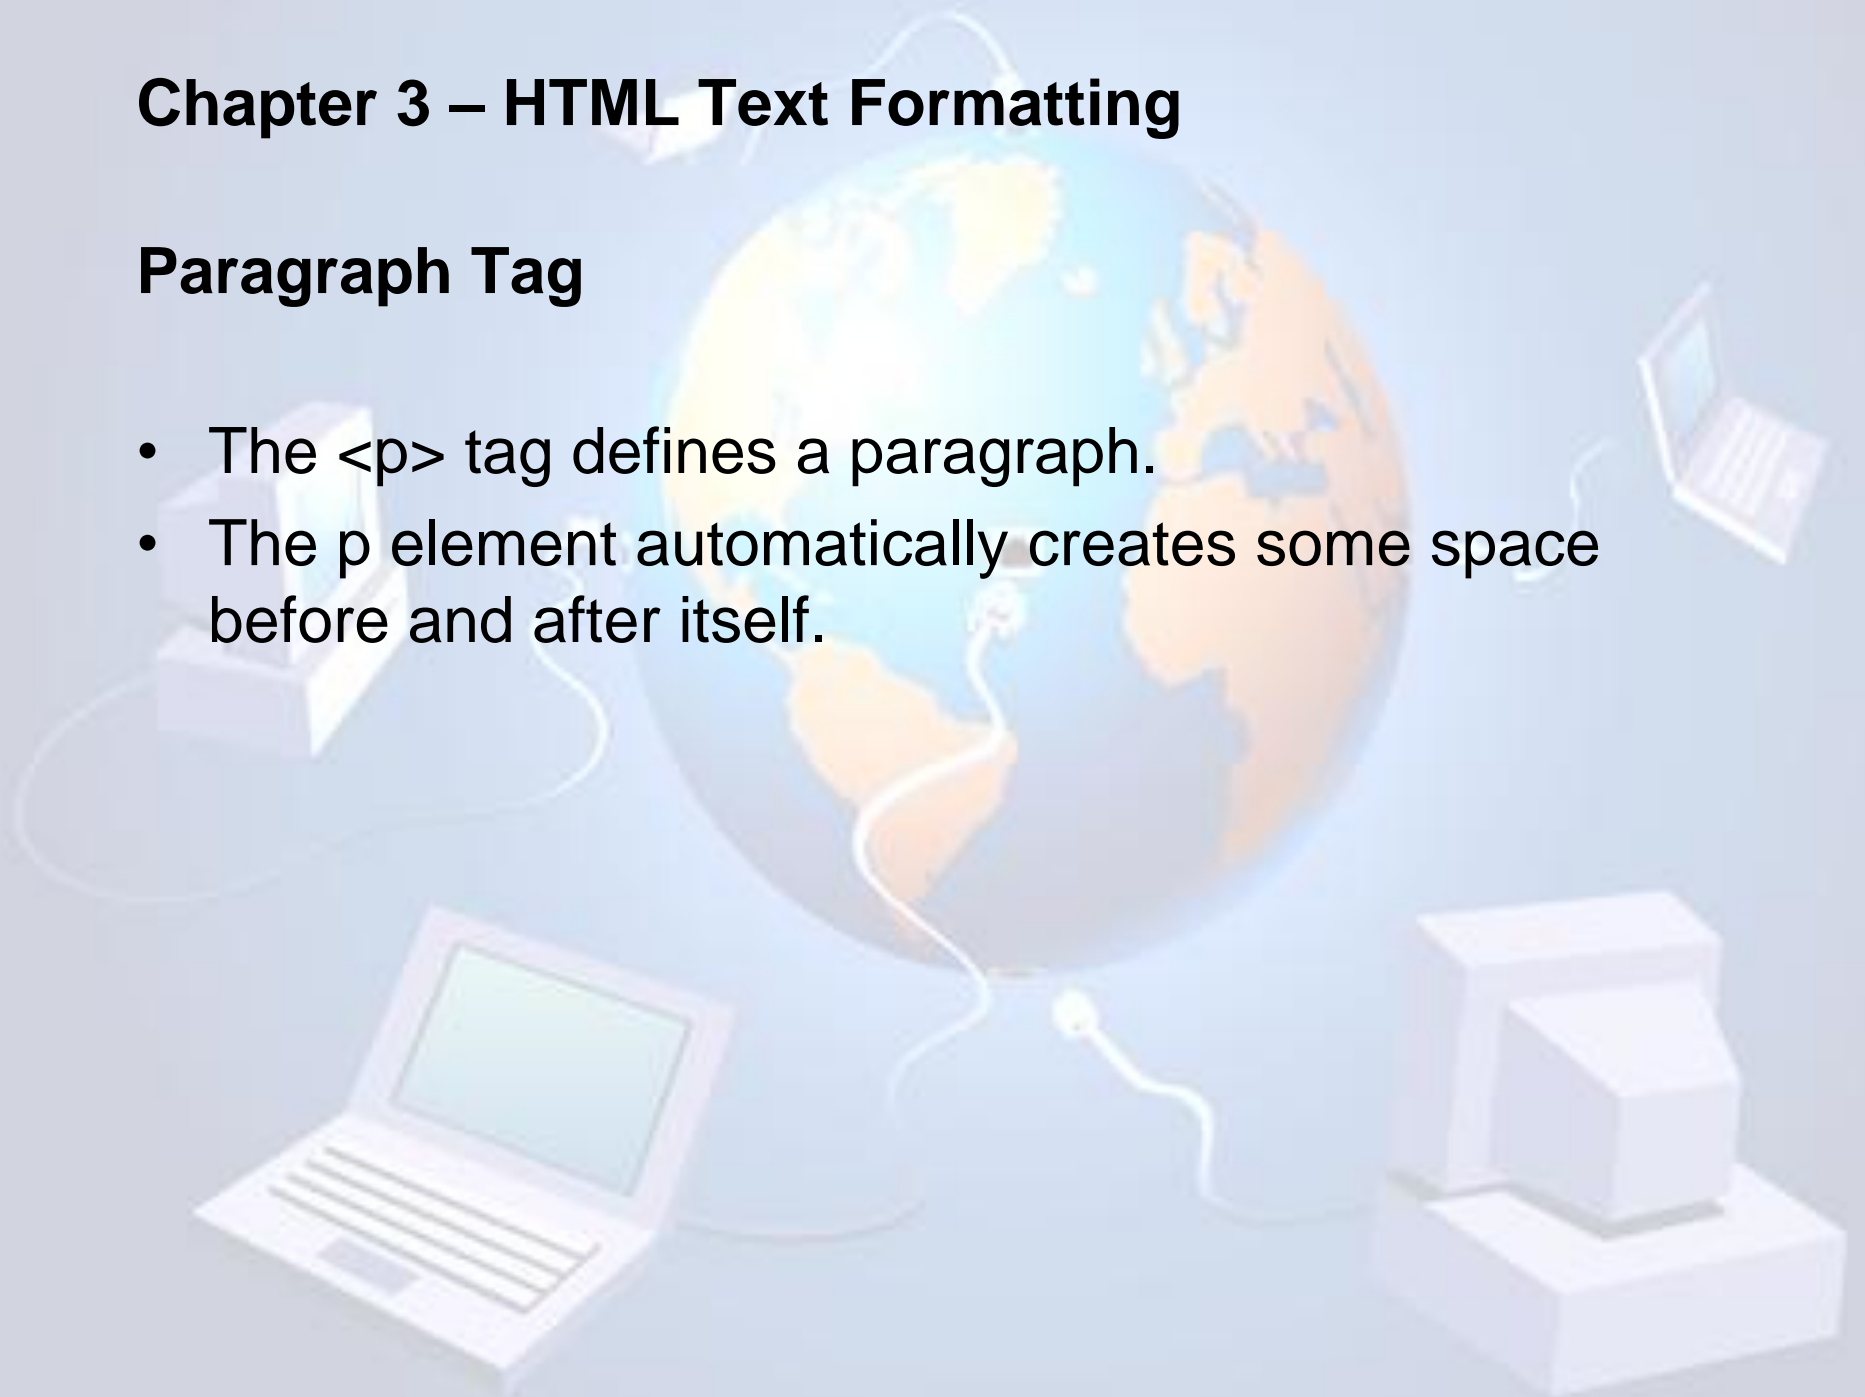 Chapter 3 – HTML Text Formatting
Paragraph Tag
• The <p> tag defines a paragraph.
• The p element automatically creates some space
before and after itself.